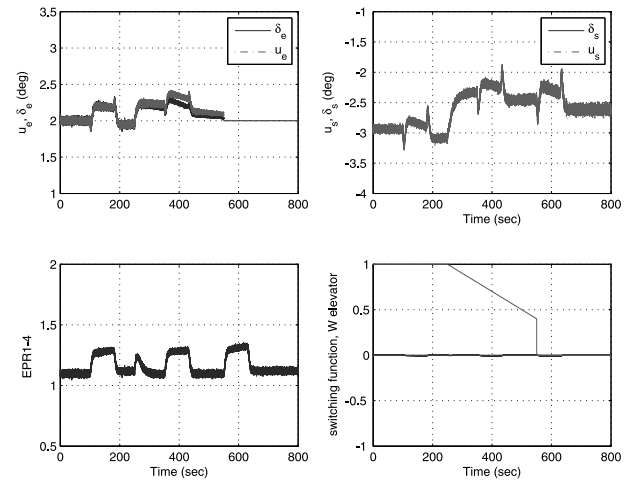 3.5
3
2.5
2
1.5
1
0 200 400 600 800
u_e, δ_e (deg)
δ_e
u_e
-1
-1.5
-2
-2.5
-3
-3.5
-4
0 200 400 600 800
Time (sec)
u_s, δ_s (deg)
δ_s
u_s
2
1.5
1
0.5
0 200 400 600 800
Time (sec)
EPR1-4
1
0.5
0
-0.5
-1
0 200 400 600 800
Time (sec)
switching function, W elevator